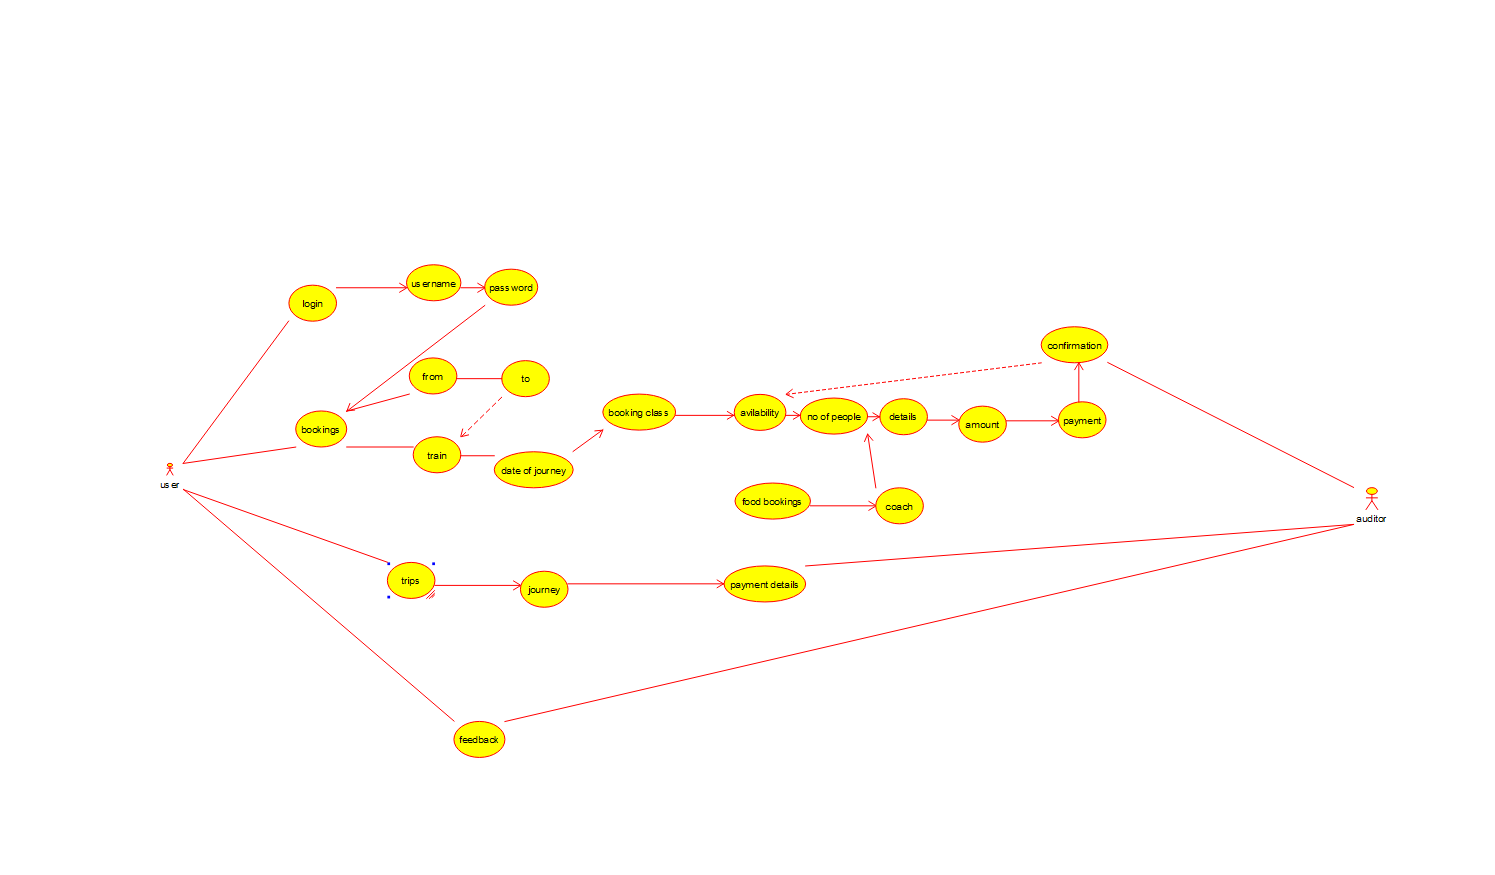 username
password
login
confirmation
from
to
booking class
avilability
no of people
details
amount
payment
bookings
train
date of journey
user
food bookings
coach
auditor
trips
journey
payment details
feedback